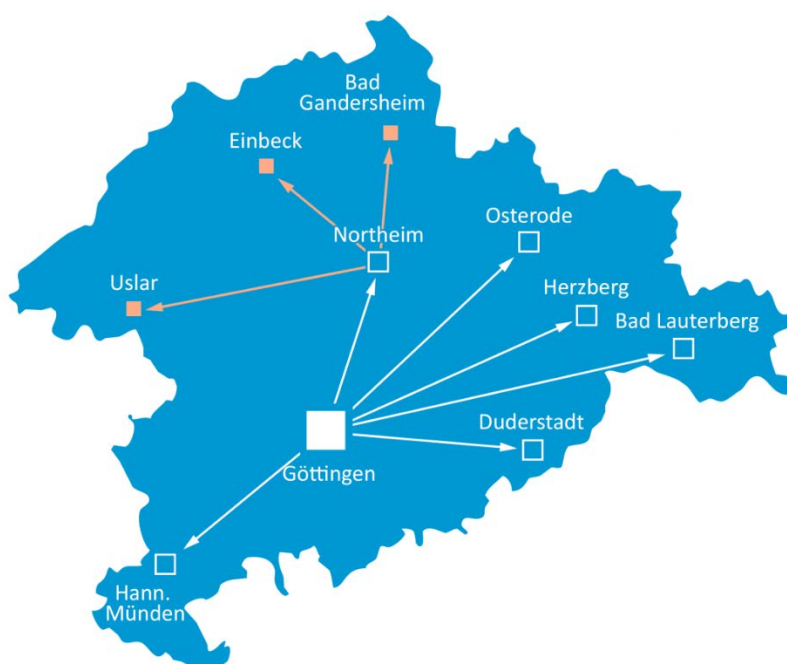 Bad
Gandersheim
Einbeck
Osterode
Northeim
Uslar
Herzberg
Bad Lauterberg
Duderstadt
Göttingen
Hann.
Münden